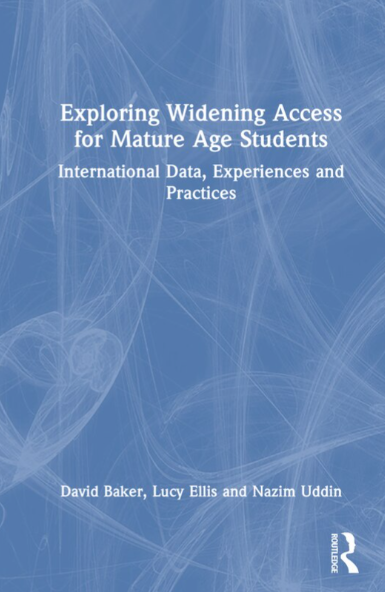 Exploring Widening Access
for Mature Age Students
International Data, Experiences and
Practices
David Baker, Lucy Ellis and Nazim Uddin
ROUTLEDGE